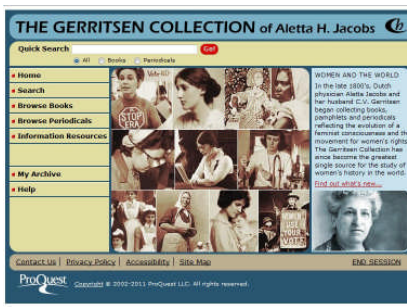 THE GERRITSEN COLLECTION of Aletta H. Jacobs
Quick Search Go!
All Books Periodicals
Home
Search
Browse Books
Browse Periodicals
Information Resources
My Archive
Help
STOP ERA
WOMEN USE YOUR VOTE
WOMEN AND THE WORLD
In the late 1800's, Dutch
physician Aletta Jacobs and
her husband C.V. Gerritsen
began collecting books,
pamphlets and periodicals
reflecting the evolution of a
feminist consciousness and the
movement for women's rights.
The Gerritsen Collection has
since become the greatest
single source for the study of
women's history in the world.
Find out what's new...
Contact Us | Privacy Policy | Accessibility | Site Map END SESSION
ProQuest Copyright © 2002-2011 ProQuest LLC. All rights reserved.